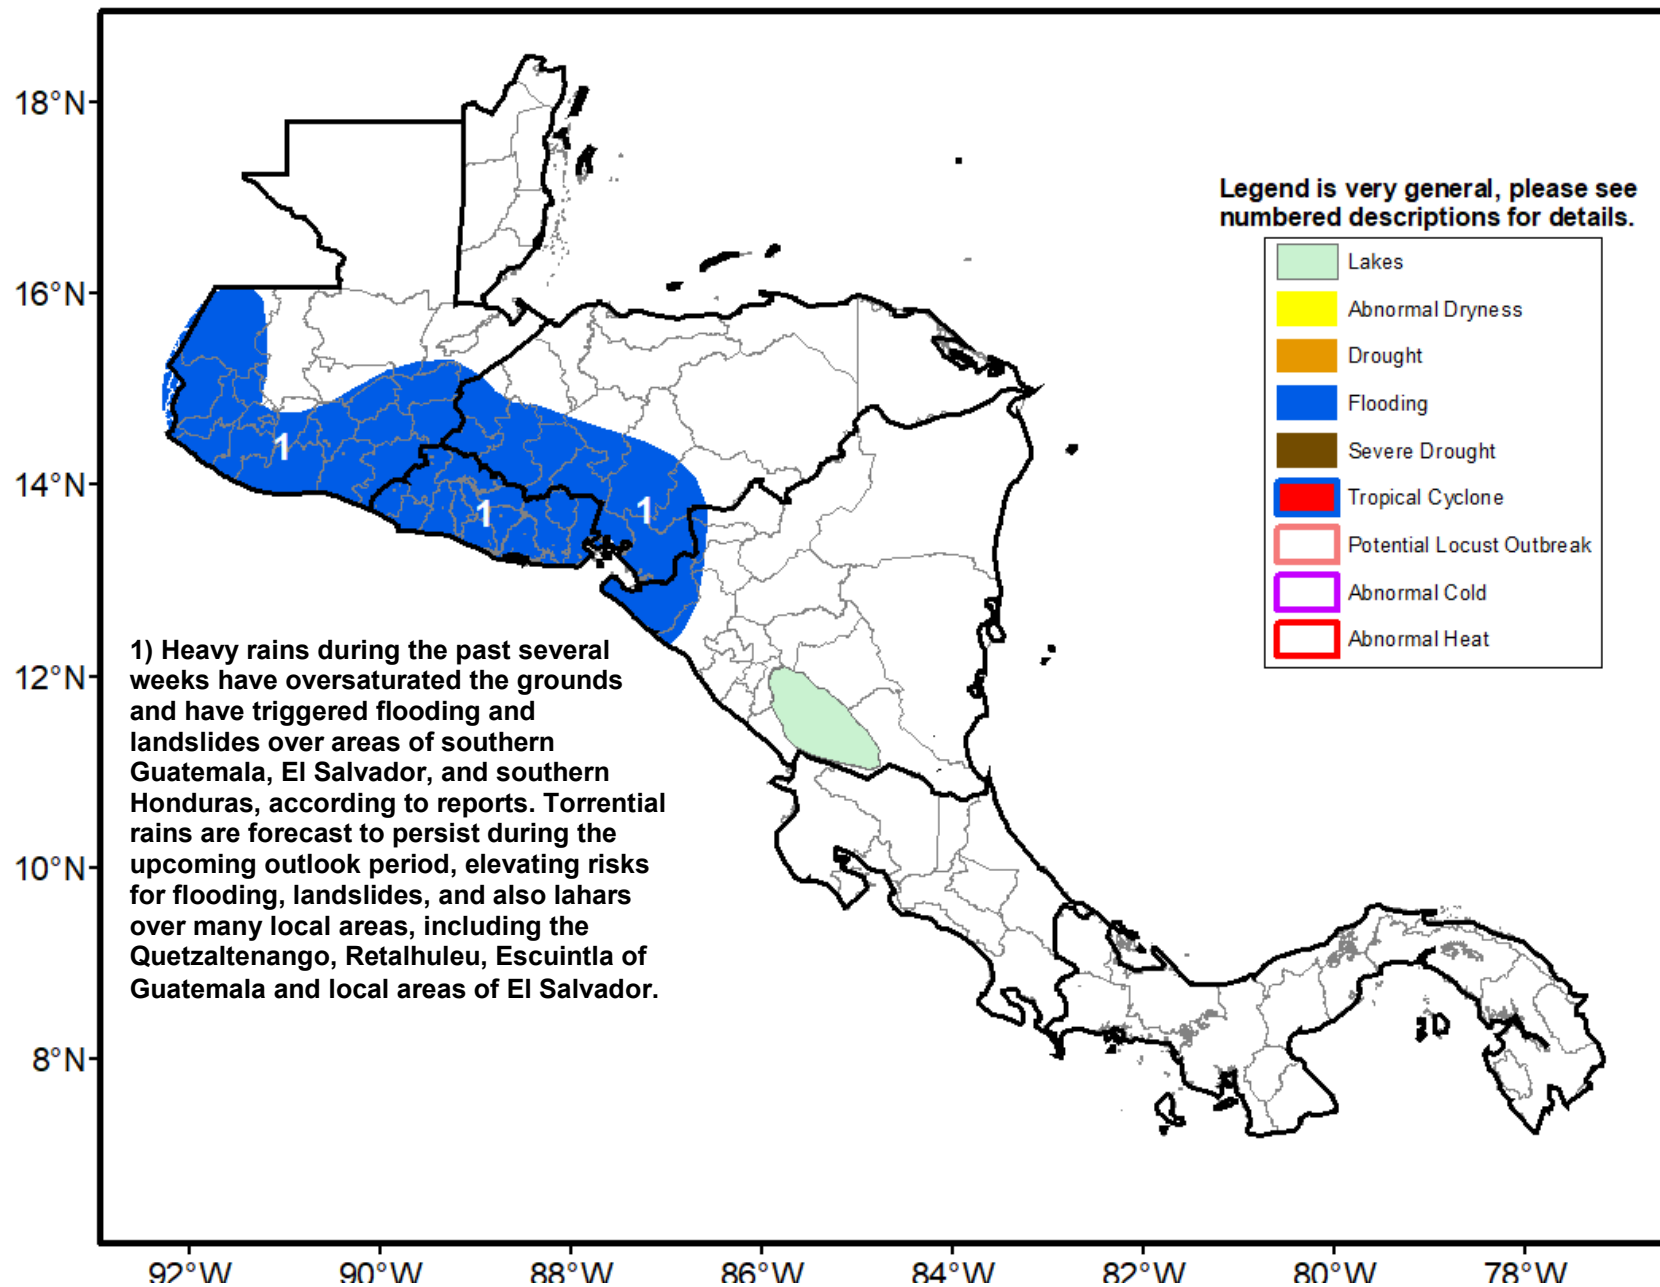 18°N
16°N
14°N
12°N
10°N
8°N
Legend is very general, please see
numbered descriptions for details.
Lakes
Abnormal Dryness
Drought
Flooding
Severe Drought
Tropical Cyclone
Potential Locust Outbreak
Abnormal Cold
Abnormal Heat
1
1
1
1) Heavy rains during the past several
weeks have oversaturated the grounds
and have triggered flooding and
landslides over areas of southern
Guatemala, El Salvador, and southern
Honduras, according to reports. Torrential
rains are forecast to persist during the
upcoming outlook period, elevating risks
for flooding, landslides, and also lahars
over many local areas, including the
Quetzaltenango, Retalhuleu, Escuintla of
Guatemala and local areas of El Salvador.
92°W 90°W 88°W 86°W 84°W 82°W 80°W 78°W